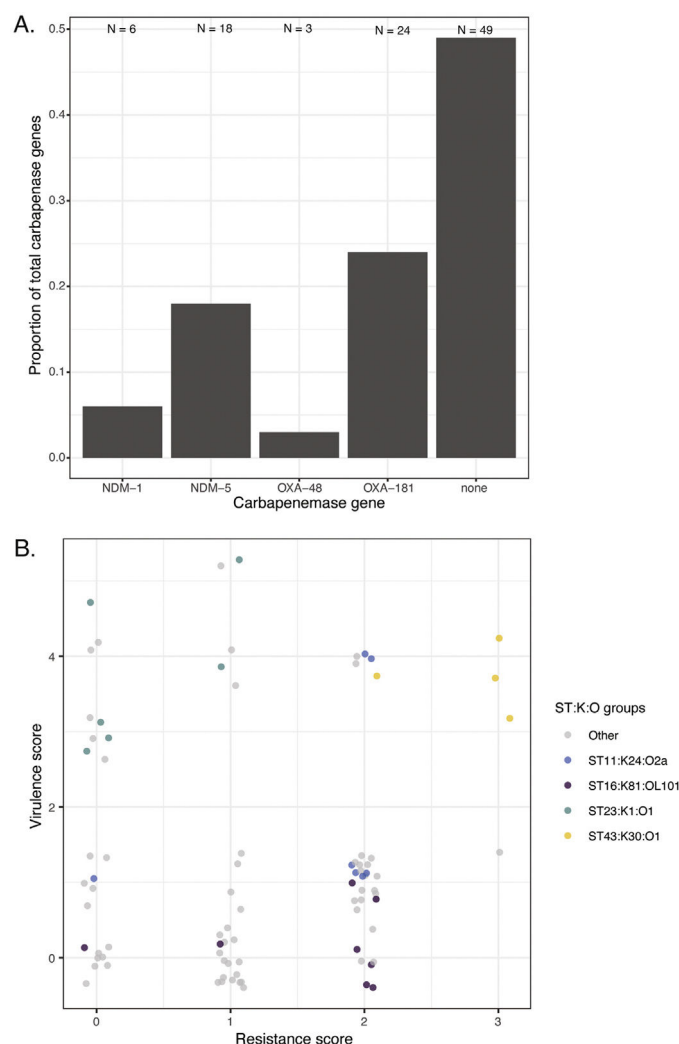 A.
N = 6 N = 18 N = 3 N = 24 N = 49
0.5
0.4
0.3
0.2
0.1
0.0
Proportion of total carbapenase genes
NDM−1 NDM−5 OXA−48 OXA−181 none
Carbapenemase gene
B.
4
2
0
Virulence score
0 1 2 3
Resistance score
ST:K:O groups
Other
ST11:K24:O2a
ST16:K81:OL101
ST23:K1:O1
ST43:K30:O1